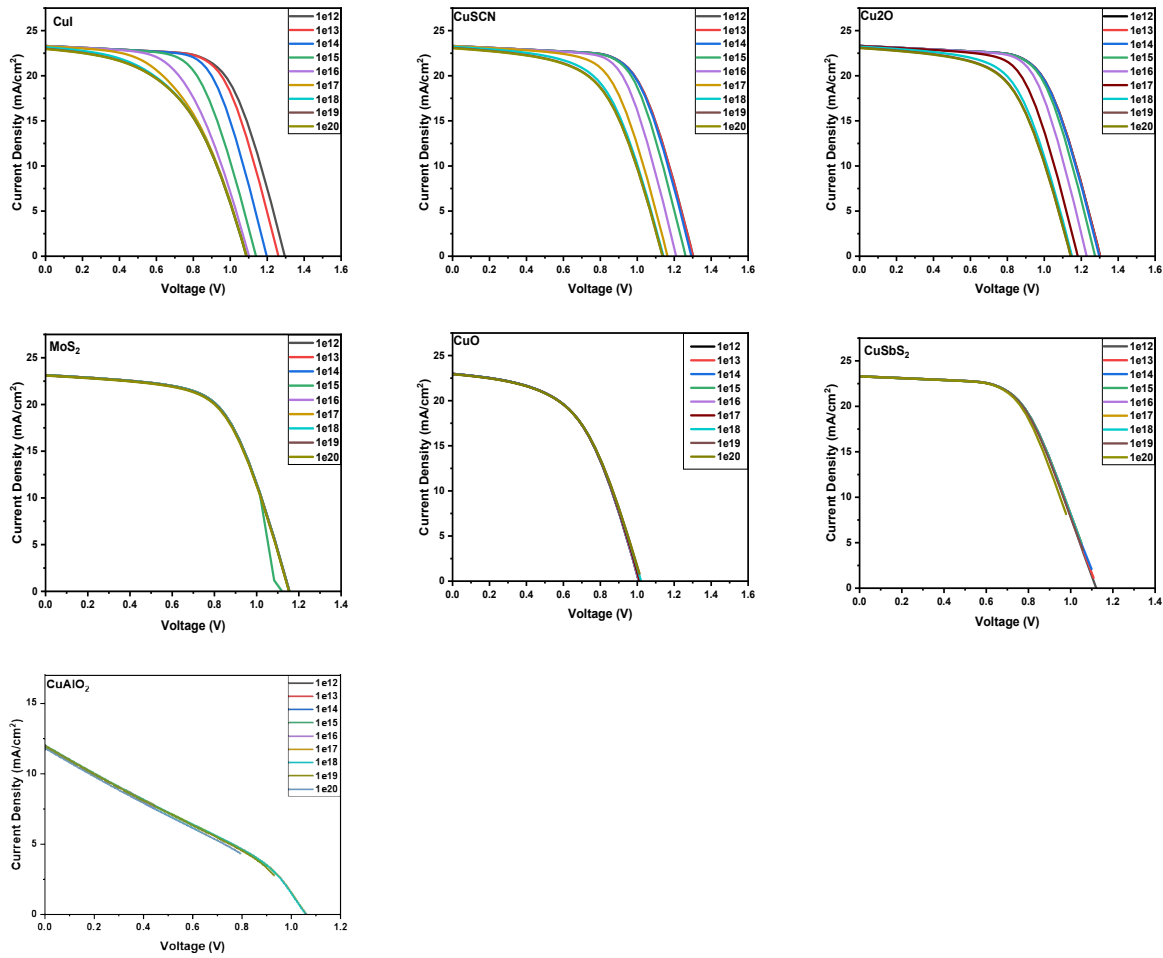 CuI
Current Density (mA/cm²)
25
20
15
10
5
0
0.0 0.2 0.4 0.6 0.8 1.0 1.2 1.4 1.6
Voltage (V)
1e12
1e13
1e14
1e15
1e16
1e17
1e18
1e19
1e20
CuSCN
Current Density (mA/cm²)
25
20
15
10
5
0
0.0 0.2 0.4 0.6 0.8 1.0 1.2 1.4 1.6
Voltage (V)
1e12
1e13
1e14
1e15
1e16
1e17
1e18
1e19
1e20
Cu2O
Current Density (mA/cm²)
25
20
15
10
5
0
0.0 0.2 0.4 0.6 0.8 1.0 1.2 1.4 1.6
Voltage (V)
1e12
1e13
1e14
1e15
1e16
1e17
1e18
1e19
1e20
MoS₂
Current Density (mA/cm²)
25
20
15
10
5
0
0.0 0.2 0.4 0.6 0.8 1.0 1.2 1.4
Voltage (V)
1e12
1e13
1e14
1e15
1e16
1e17
1e18
1e19
1e20
CuO
Current Density (mA/cm²)
25
20
15
10
5
0
0.0 0.2 0.4 0.6 0.8 1.0 1.2 1.4
Voltage (V)
1e12
1e13
1e14
1e15
1e16
1e17
1e18
1e19
1e20
CuSbS₂
Current Density (mA/cm²)
25
20
15
10
5
0
0.0 0.2 0.4 0.6 0.8 1.0 1.2 1.4
Voltage (V)
1e12
1e13
1e14
1e15
1e16
1e17
1e18
1e19
1e20
CuAlO₂
Current Density (mA/cm²)
15
10
5
0
0.0 0.2 0.4 0.6 0.8 1.0 1.2
Voltage (V)
1e12
1e13
1e14
1e15
1e16
1e17
1e18
1e19
1e20